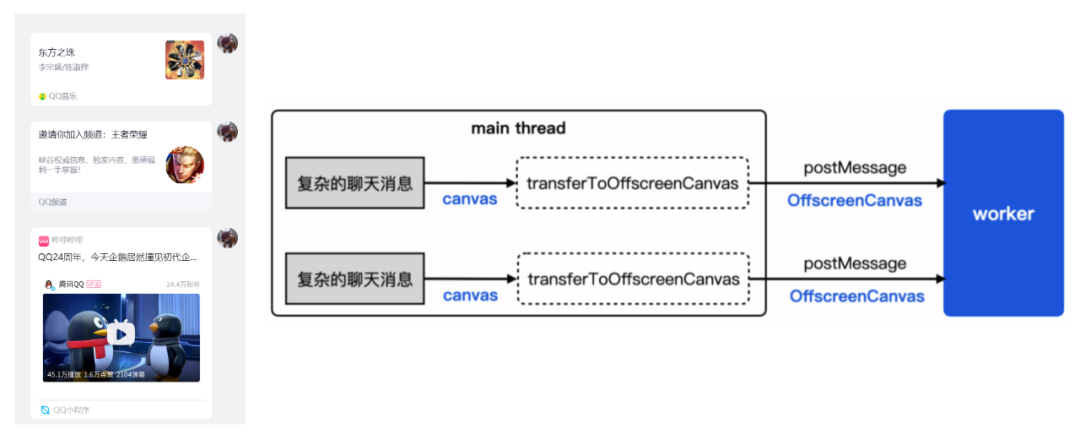 东方之珠
李宗盛/陈淑桦
QQ音乐
邀请你加入频道：王者荣耀
峡谷权威信息、独家内容、重磅福
利一手掌握！
QQ频道
哔哩哔哩
QQ24周年，今天企鹅居然撞见初代企...
腾讯QQ
24.4万粉丝
45.1万播放 1.6万点赞 2104弹幕
QQ小程序
main thread
复杂的聊天消息
canvas
transferToOffscreenCanvas
postMessage
OffscreenCanvas
复杂的聊天消息
canvas
transferToOffscreenCanvas
postMessage
OffscreenCanvas
worker